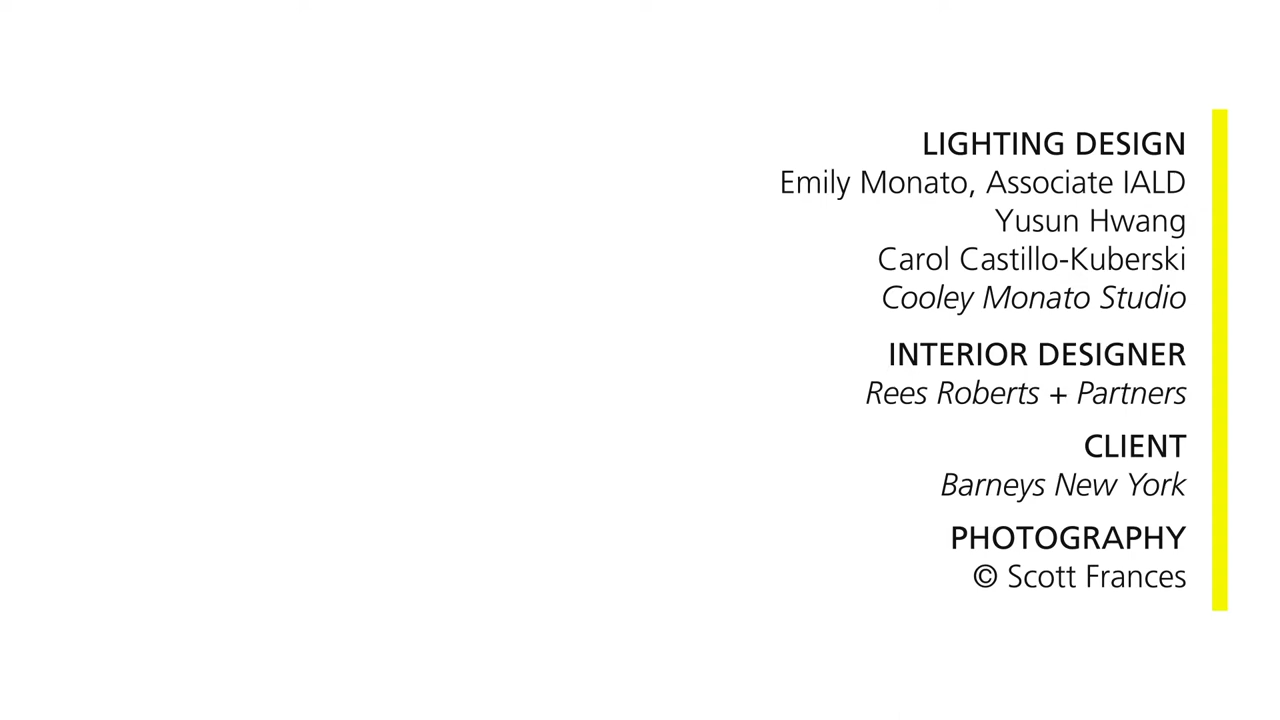 LIGHTING DESIGN
Emily Monato, Associate IALD
Yusun Hwang
Carol Castillo-Kuberski
Cooley Monato Studio
INTERIOR DESIGNER
Rees Roberts + Partners
CLIENT
Barneys New York
PHOTOGRAPHY
© Scott Frances